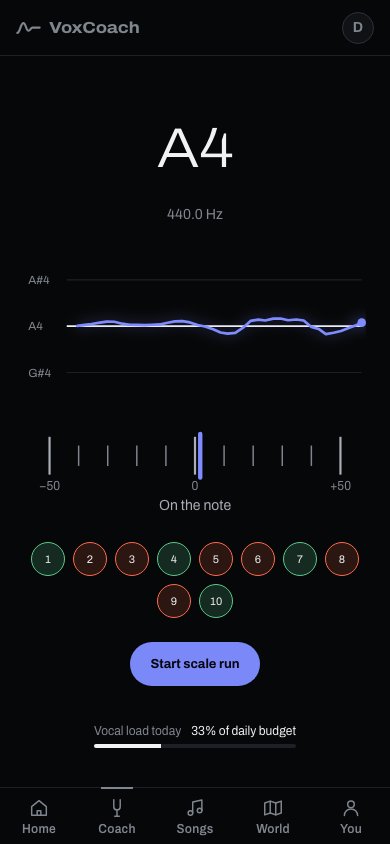 VoxCoach
D
A4
440.0 Hz
A#4
A4
G#4
−50
0
+50
On the note
1 2 3 4 5 6 7 8
9 10
Start scale run
Vocal load today 33% of daily budget
Home Coach Songs World You